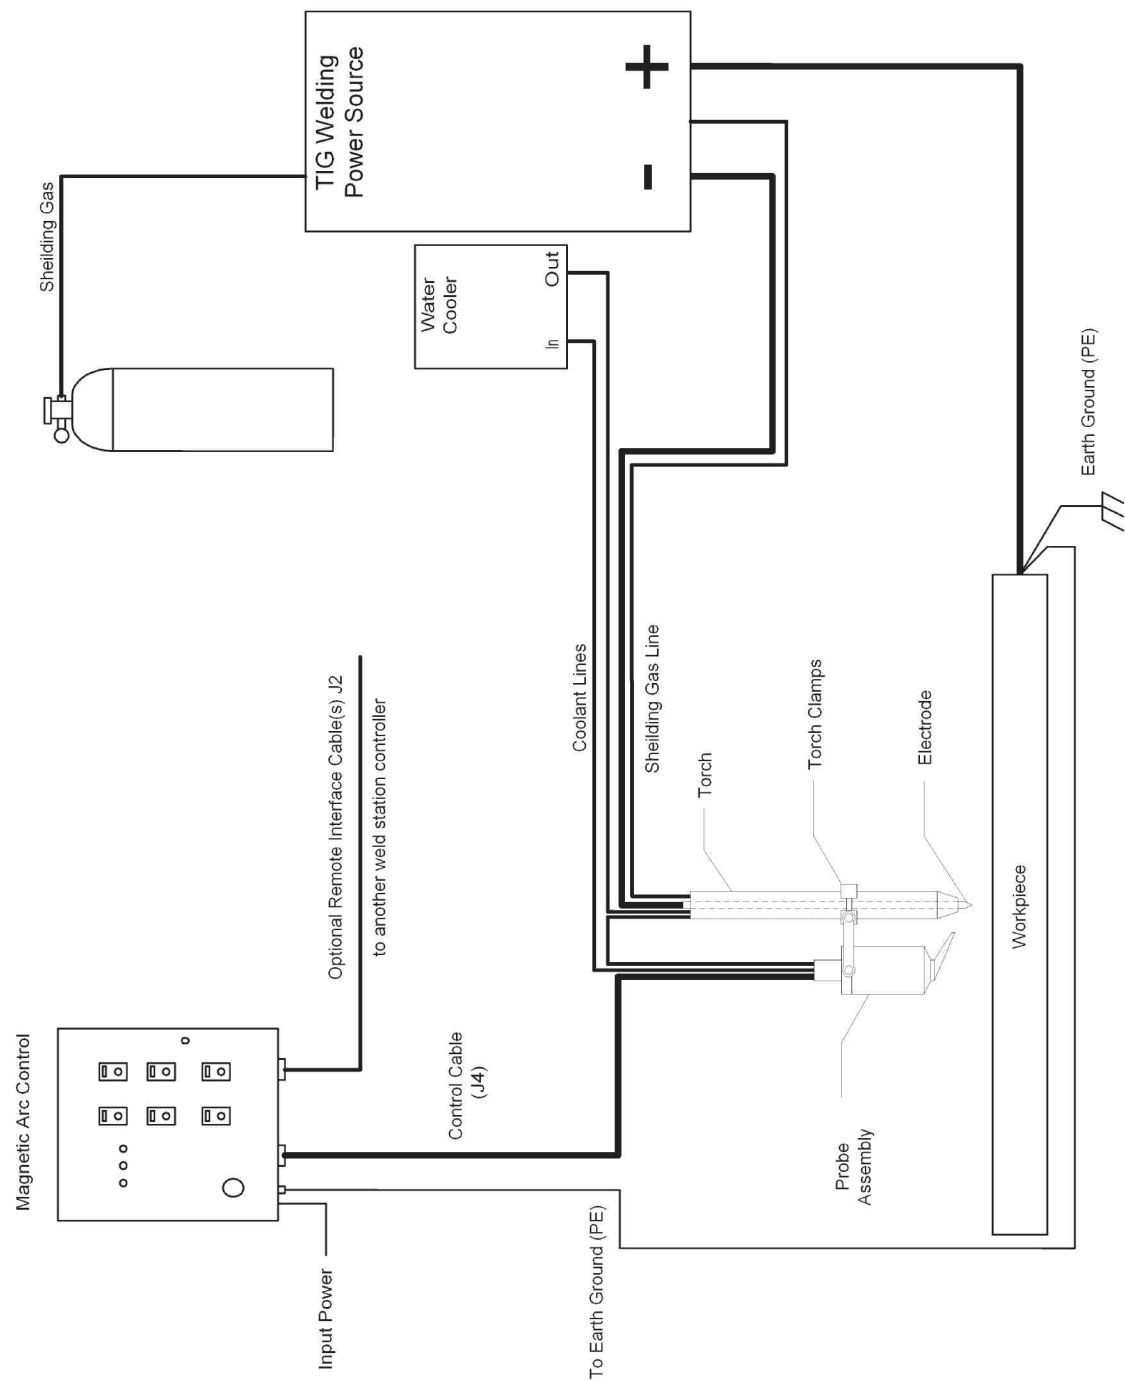 Magnetic Arc Control
Input Power
To Earth Ground (PE)
Control Cable
(J4)
Optional Remote Interface Cable(s) J2
to another weld station controller
Sheilding Gas
TIG Welding
Power Source
-
+
Water
Cooler
In
Out
Coolant Lines
Sheilding Gas Line
Torch
Torch Clamps
Electrode
Probe
Assembly
Workpiece
Earth Ground (PE)